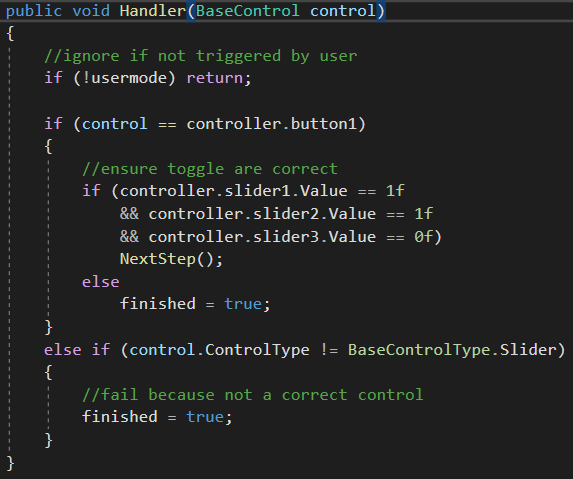 public void Handler(BaseControl control)
{
    //ignore if not triggered by user
    if (!usermode) return;

    if (control == controller.button1)
    {
        //ensure toggle are correct
        if (controller.slider1.Value == 1f
            && controller.slider2.Value == 1f
            && controller.slider3.Value == 0f)
            NextStep();
        else
            finished = true;
    }
    else if (control.ControlType != BaseControlType.Slider)
    {
        //fail because not a correct control
        finished = true;
    }
}